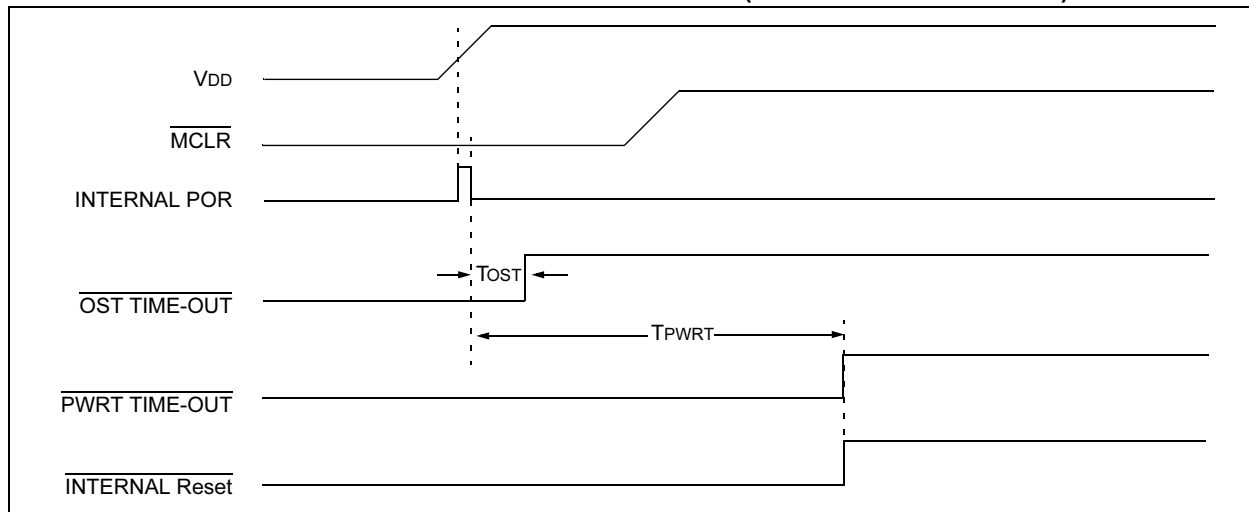 VDD
MCLR
INTERNAL POR
TOST
OST TIME-OUT
TPWRT
PWRT TIME-OUT
INTERNAL Reset